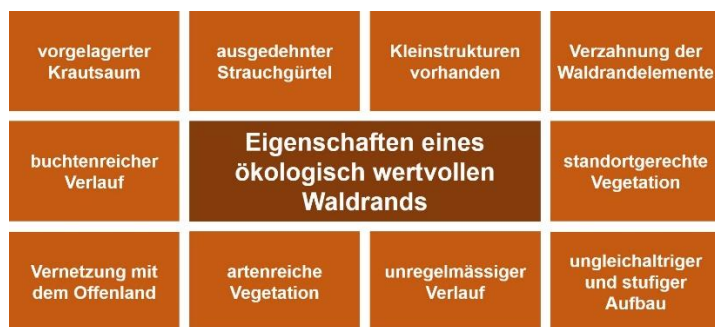 vorgelagerter
Krautsaum
ausgedehnter
Strauchgürtel
Kleinstrukturen
vorhanden
Verzahnung der
Waldrandelemente
buchtenreicher
Verlauf
Eigenschaften eines
ökologisch wertvollen
Waldrands
standortgerechte
Vegetation
Vernetzung mit
dem Offenland
artenreiche
Vegetation
unregelmässiger
Verlauf
ungleichaltriger
und stufiger
Aufbau